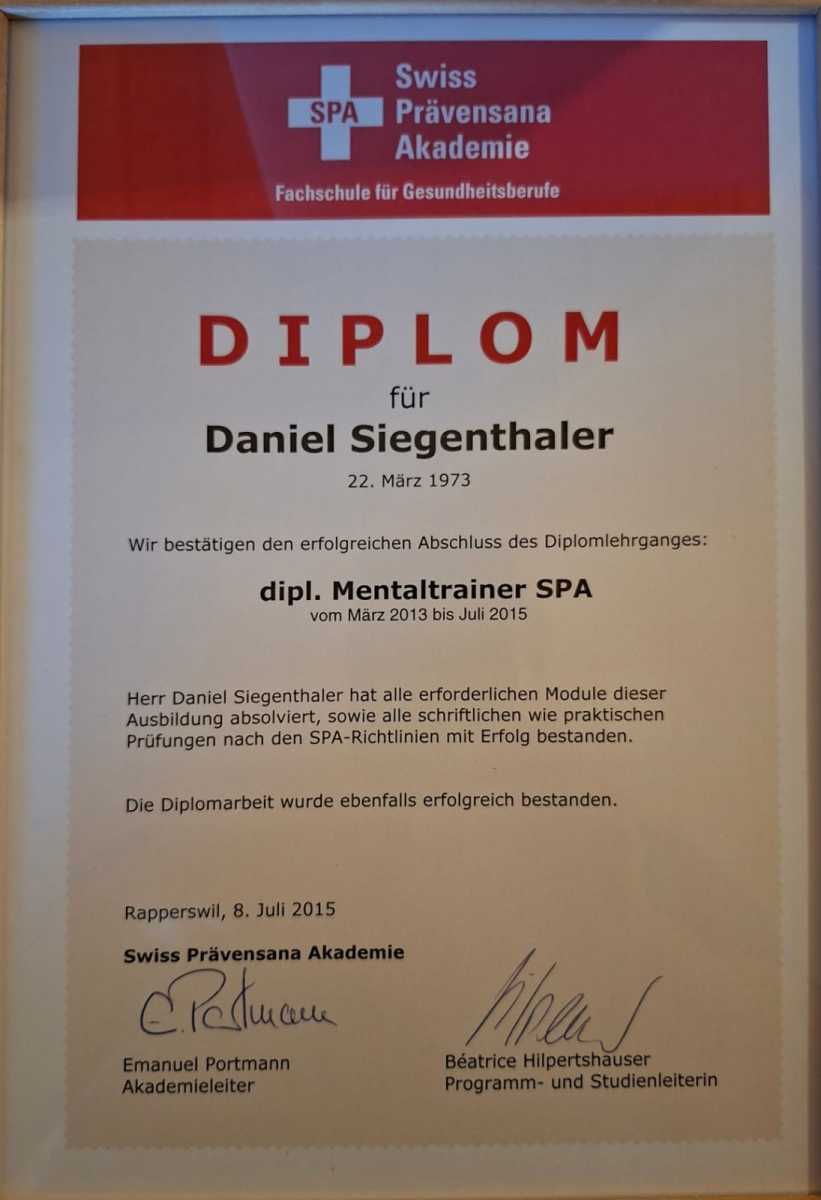 SPA
Swiss
Prävensana
Akademie
Fachschule für Gesundheitsberufe
DIPLOM
für
Daniel Siegenthaler
22. März 1973
Wir bestätigen den erfolgreichen Abschluss des Diplomlehrganges:
dipl. Mentaltrainer SPA
vom März 2013 bis Juli 2015
Herr Daniel Siegenthaler hat alle erforderlichen Module dieser
Ausbildung absolviert, sowie alle schriftlichen wie praktischen
Prüfungen nach den SPA-Richtlinien mit Erfolg bestanden.
Die Diplomarbeit wurde ebenfalls erfolgreich bestanden.
Rapperswil, 8. Juli 2015
Swiss Prävensana Akademie
E. Portmann
Emanuel Portmann
Akademieleiter
Béatrice Hilpertshauser
Programm- und Studienleiterin